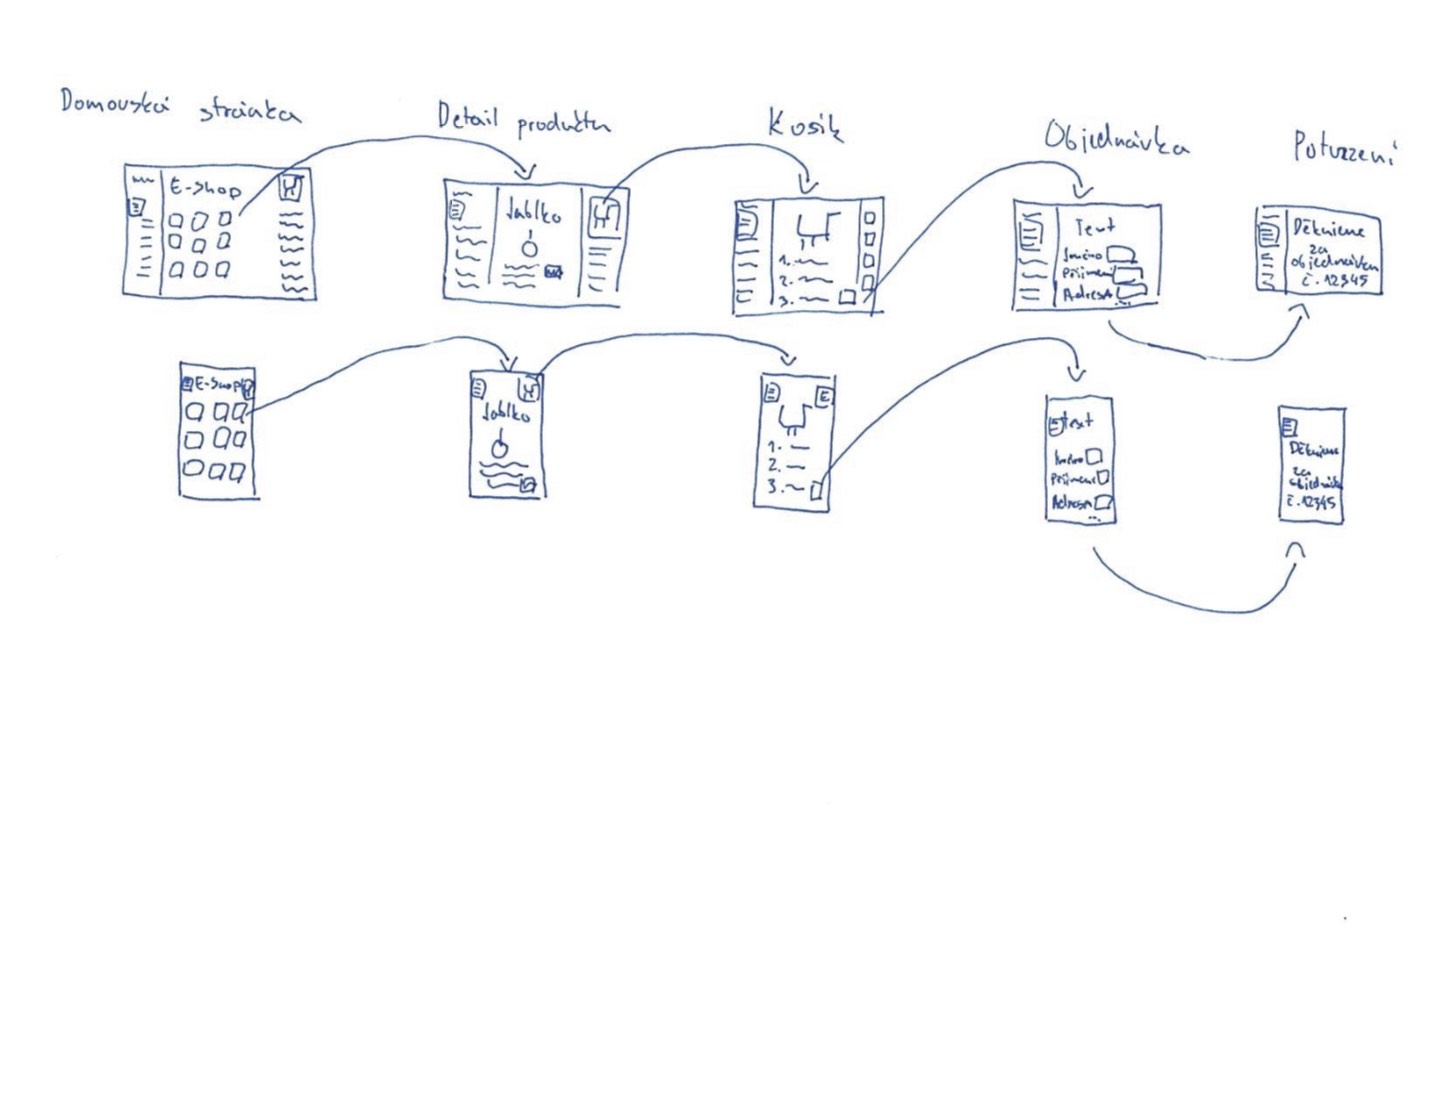 Domovská stránka
Detail produktu
Košík
Objednávka
Potvrzení
E-shop
Jablko
1.
2.
3.
Text
Jméno
Příjmení
Adresa
...
Děkujeme
za
objednávku
č. 12345
E-shop
Jablko
E
1.
2.
3.
Text
Jméno
Příjmení
Adresa
...
Děkujeme
za
objednávku
č. 12345